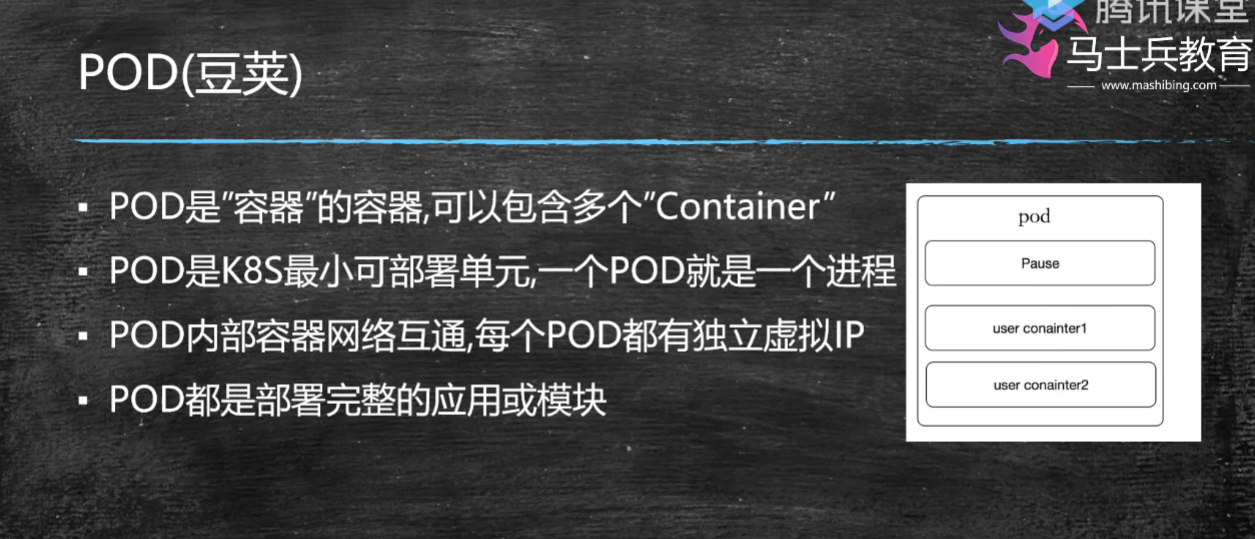 腾讯课堂
马士兵教育
www.mashibing.com
POD(豆荚)
▪ POD是"容器"的容器,可以包含多个"Container"
▪ POD是K8S最小可部署单元,一个POD就是一个进程
▪ POD内部容器网络互通,每个POD都有独立虚拟IP
▪ POD都是部署完整的应用或模块
pod
Pause
user conainter1
user conainter2